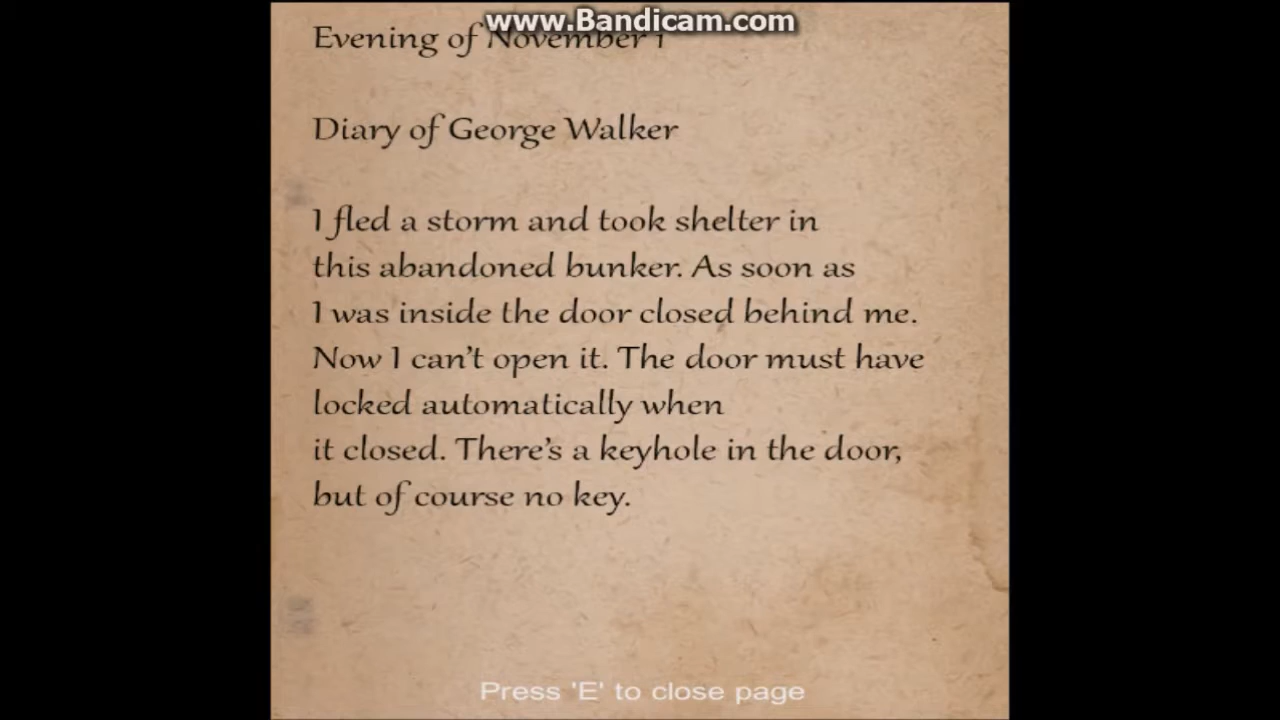 www.Bandicam.com
Evening of November 1
Diary of George Walker
I fled a storm and took shelter in
this abandoned bunker. As soon as
I was inside the door closed behind me.
Now I can't open it. The door must have
locked automatically when
it closed. There's a keyhole in the door,
but of course no key.
Press 'E' to close page